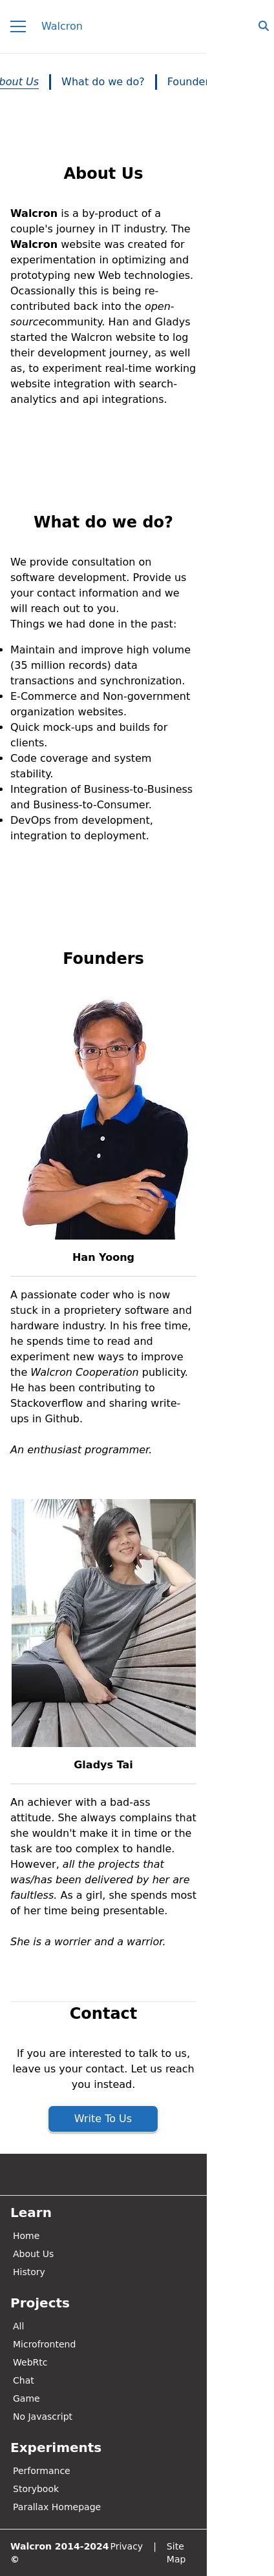 Walcron
bout Us What do we do? Founder
About Us
Walcron is a by-product of a
couple's journey in IT industry. The
Walcron website was created for
experimentation in optimizing and
prototyping new Web technologies.
Ocassionally this is being re-
contributed back into the open-
sourcecommunity. Han and Gladys
started the Walcron website to log
their development journey, as well
as, to experiment real-time working
website integration with search-
analytics and api integrations.
What do we do?
We provide consultation on
software development. Provide us
your contact information and we
will reach out to you.
Things we had done in the past:
Maintain and improve high volume
(35 million records) data
transactions and synchronization.
E-Commerce and Non-government
organization websites.
Quick mock-ups and builds for
clients.
Code coverage and system
stability.
Integration of Business-to-Business
and Business-to-Consumer.
DevOps from development,
integration to deployment.
Founders
Han Yoong
A passionate coder who is now
stuck in a proprietery software and
hardware industry. In his free time,
he spends time to read and
experiment new ways to improve
the Walcron Cooperation publicity.
He has been contributing to
Stackoverflow and sharing write-
ups in Github.
An enthusiast programmer.
Gladys Tai
An achiever with a bad-ass
attitude. She always complains that
she wouldn't make it in time or the
task are too complex to handle.
However, all the projects that
was/has been delivered by her are
faultless. As a girl, she spends most
of her time being presentable.
She is a worrier and a warrior.
Contact
If you are interested to talk to us,
leave us your contact. Let us reach
you instead.
Write To Us
Learn
Home
About Us
History
Projects
All
Microfrontend
WebRtc
Chat
Game
No Javascript
Experiments
Performance
Storybook
Parallax Homepage
Walcron 2014-2024 Privacy | Site
© Map